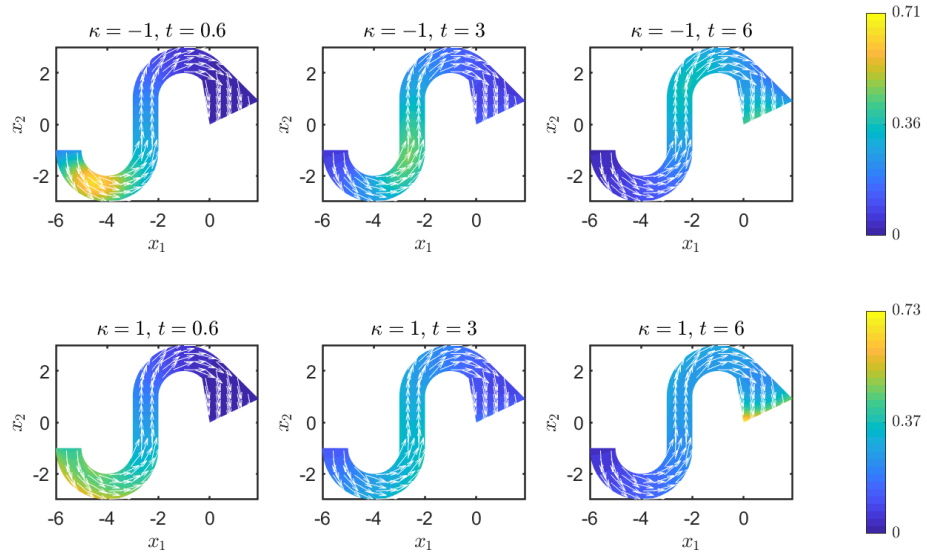 κ = −1, t = 0.6
κ = −1, t = 3
κ = −1, t = 6
0.71
0.36
0
x₂
2
0
-2
-6 -4 -2 0
x₁
x₂
2
0
-2
-6 -4 -2 0
x₁
x₂
2
0
-2
-6 -4 -2 0
x₁
κ = 1, t = 0.6
κ = 1, t = 3
κ = 1, t = 6
0.73
0.37
0
x₂
2
0
-2
-6 -4 -2 0
x₁
x₂
2
0
-2
-6 -4 -2 0
x₁
x₂
2
0
-2
-6 -4 -2 0
x₁